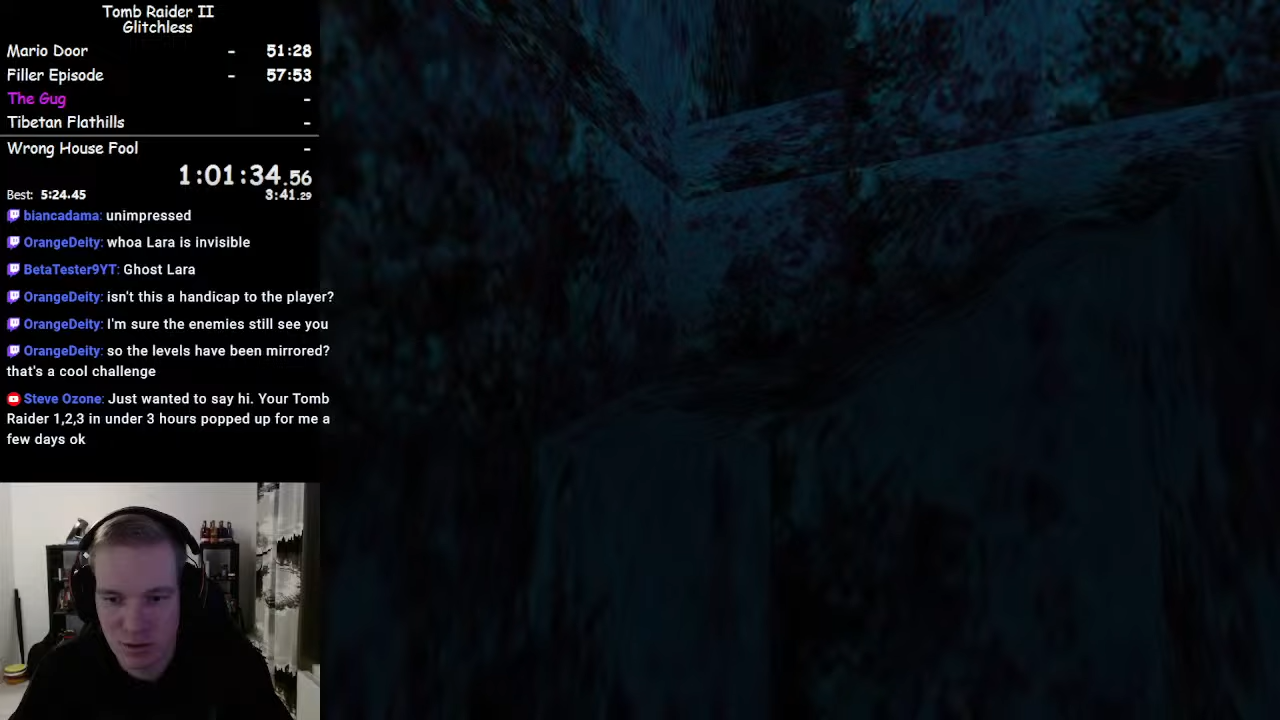 Tomb Raider II
Glitchless
Mario Door - 51:28
Filler Episode - 57:53
The Gug -
Tibetan Flathills -
Wrong House Fool -
1:01:34.56
Best: 5:24.45 3:41.29
biancadama: unimpressed
OrangeDeity: whoa Lara is invisible
BetaTester9YT: Ghost Lara
OrangeDeity: isn't this a handicap to the player?
OrangeDeity: I'm sure the enemies still see you
OrangeDeity: so the levels have been mirrored?
that's a cool challenge
Steve Ozone: Just wanted to say hi. Your Tomb
Raider 1,2,3 in under 3 hours popped up for me a
few days ok